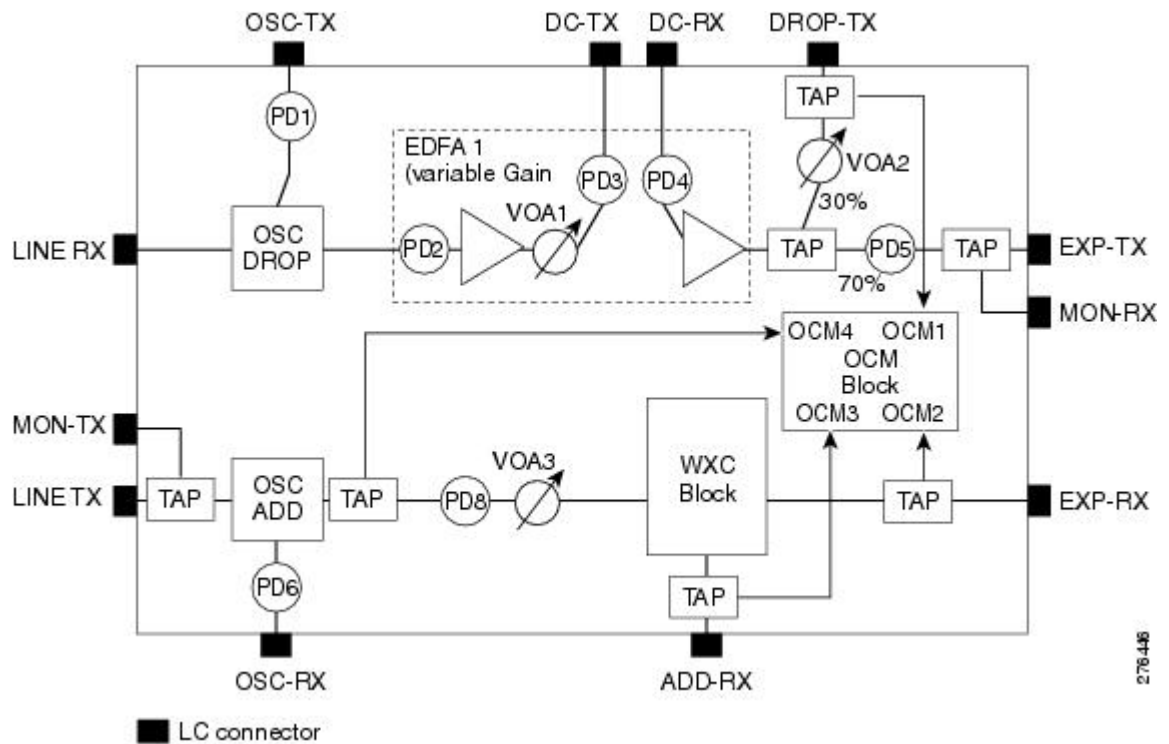 OSC-TX
DC-TX
DC-RX
DROP-TX
TAP
PD1
EDFA 1
(variable Gain
PD3
PD4
VOA2
30%
VOA1
LINE RX
OSC
DROP
PD2
TAP
PD5
TAP
EXP-TX
70%
MON-RX
OCM4
OCM1
OCM
Block
OCM3
OCM2
MON-TX
VOA3
WXC
Block
LINE TX
TAP
OSC
ADD
TAP
PD8
TAP
EXP-RX
PD6
TAP
OSC-RX
ADD-RX
276446
LC connector